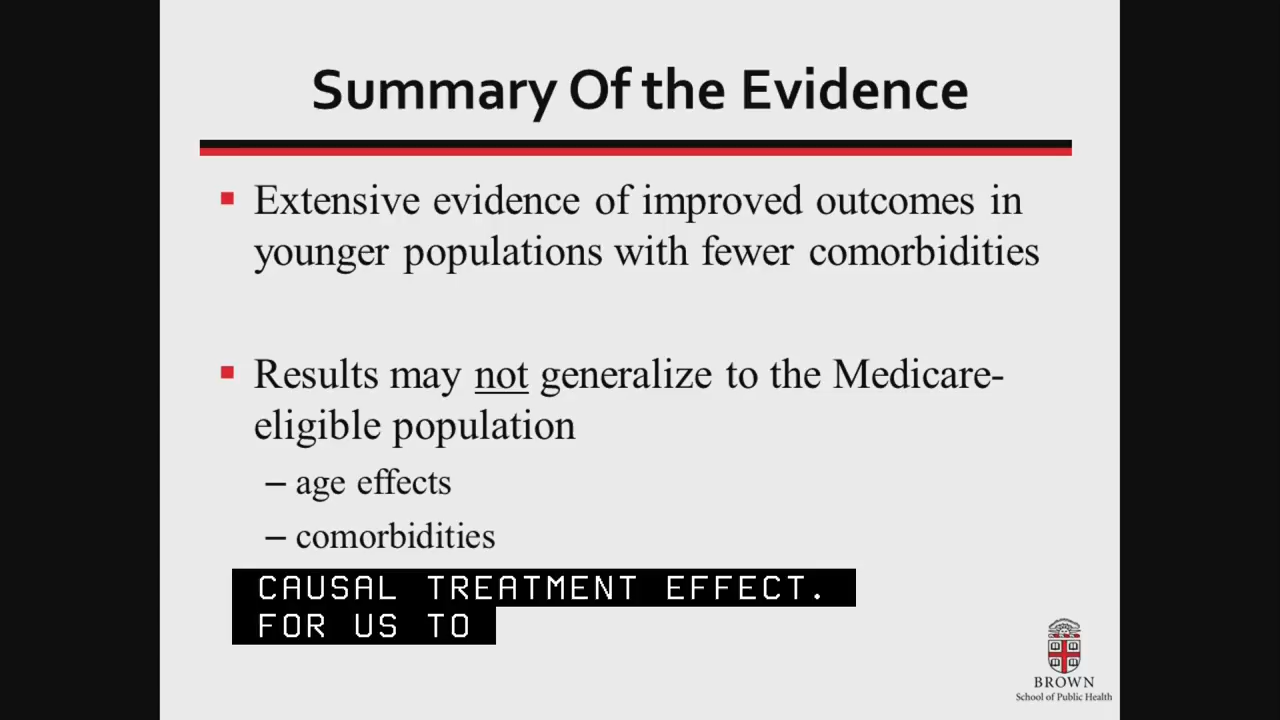 Summary Of the Evidence
Extensive evidence of improved outcomes in
younger populations with fewer comorbidities
Results may not generalize to the Medicare-
eligible population
– age effects
– comorbidities
CAUSAL TREATMENT EFFECT.
FOR US TO
BROWN
School of Public Health